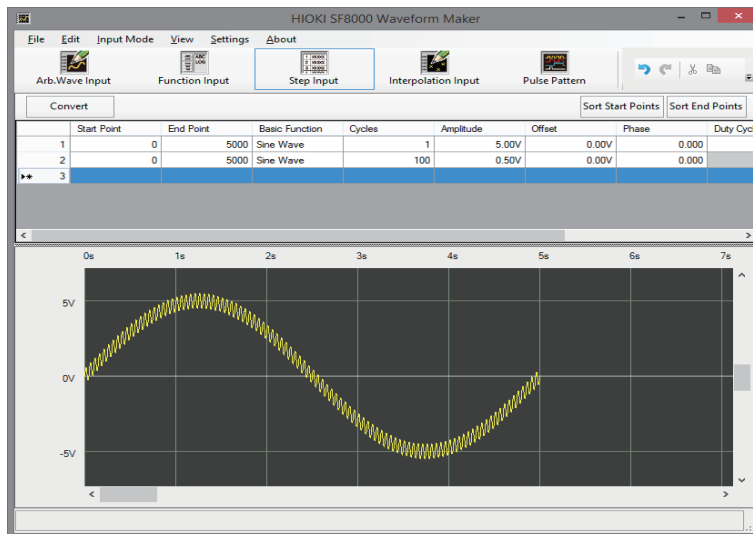 HIOKI SF8000 Waveform Maker
File Edit Input Mode View Settings About
Arb.Wave Input Function Input Step Input Interpolation Input Pulse Pattern
Convert Sort Start Points Sort End Points
Start Point End Point Basic Function Cycles Amplitude Offset Phase Duty Cycl
1 0 5000 Sine Wave 1 5.00V 0.00V 0.000
2 0 5000 Sine Wave 100 0.50V 0.00V 0.000
3
0s 1s 2s 3s 4s 5s 6s 7s
5V
0V
-5V